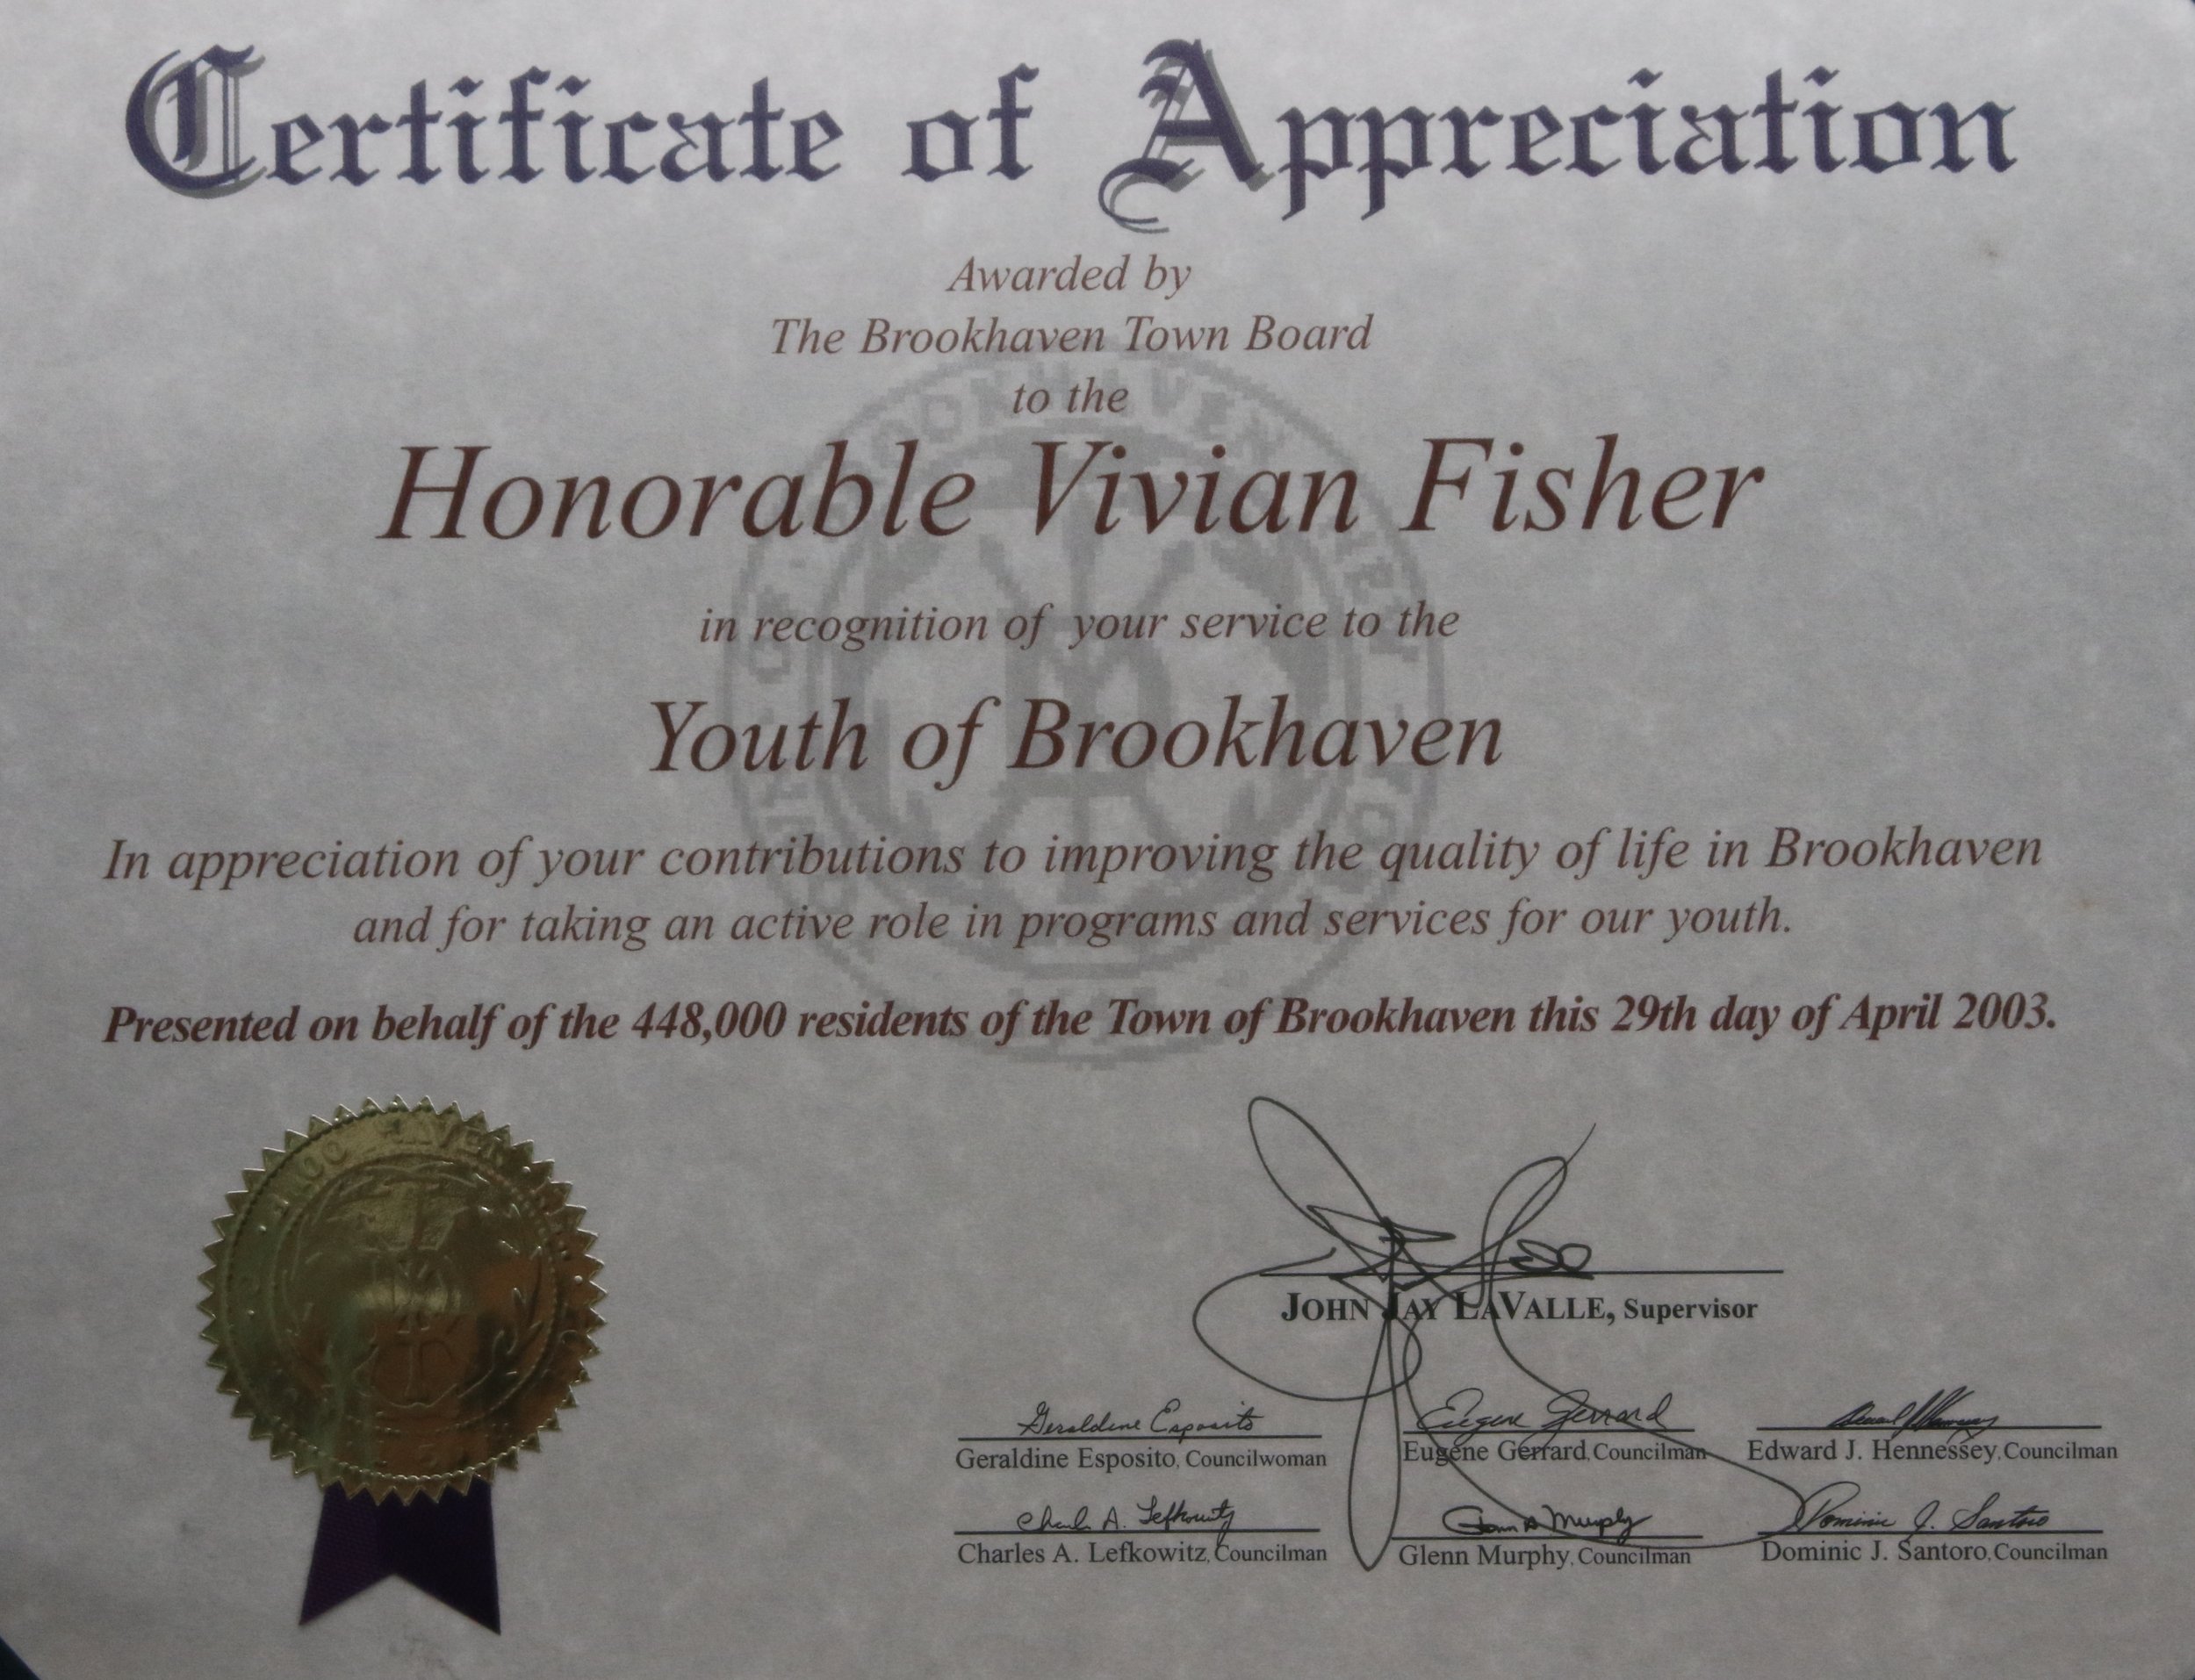 Certificate of Appreciation
Awarded by
The Brookhaven Town Board
to the
Honorable Vivian Fisher
in recognition of your service to the
Youth of Brookhaven
In appreciation of your contributions to improving the quality of life in Brookhaven
and for taking an active role in programs and services for our youth.
Presented on behalf of the 448,000 residents of the Town of Brookhaven this 29th day of April 2003.
JOHN JAY LAVALLE, Supervisor
Geraldine Esposito Eugene Gerrard
Geraldine Esposito, Councilwoman Eugene Gerrard, Councilman Edward J. Hennessey, Councilman
Charles A. Lefkowitz Glenn Murphy Dominic J. Santoro
Charles A. Lefkowitz, Councilman Glenn Murphy, Councilman Dominic J. Santoro, Councilman